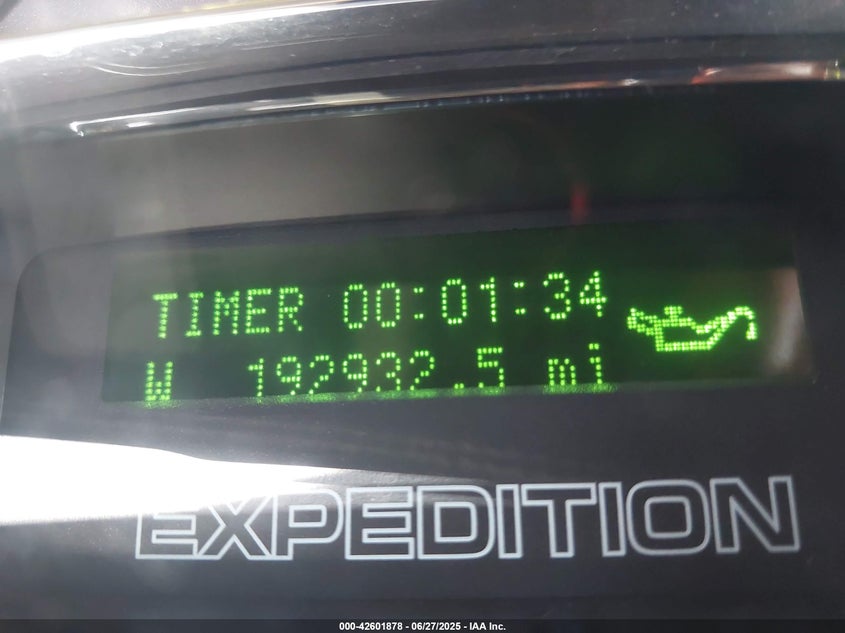 TIMER 00:01:34
W 192932.5 mi
EXPEDITION
000-42601878 - 06/27/2025 - IAA Inc.